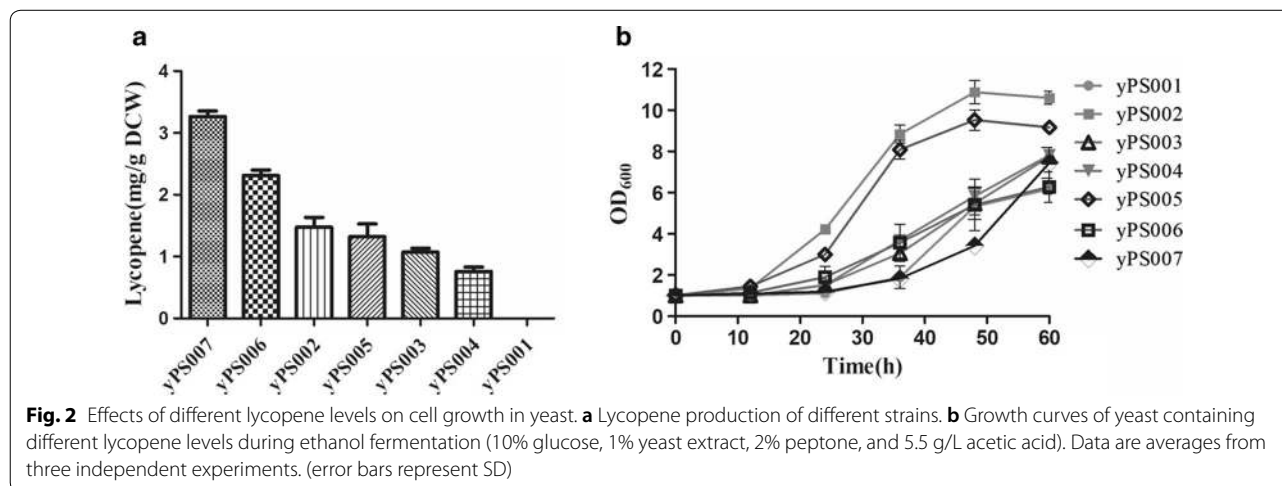 a
Lycopene(mg/g DCW)
4
3
2
1
0
yPS007
yPS006
yPS002
yPS005
yPS003
yPS004
yPS001
b
OD600
12
10
8
6
4
2
0
0 10 20 30 40 50 60
Time(h)
yPS001
yPS002
yPS003
yPS004
yPS005
yPS006
yPS007
Fig. 2 Effects of different lycopene levels on cell growth in yeast. a Lycopene production of different strains. b Growth curves of yeast containing
different lycopene levels during ethanol fermentation (10% glucose, 1% yeast extract, 2% peptone, and 5.5 g/L acetic acid). Data are averages from
three independent experiments. (error bars represent SD)